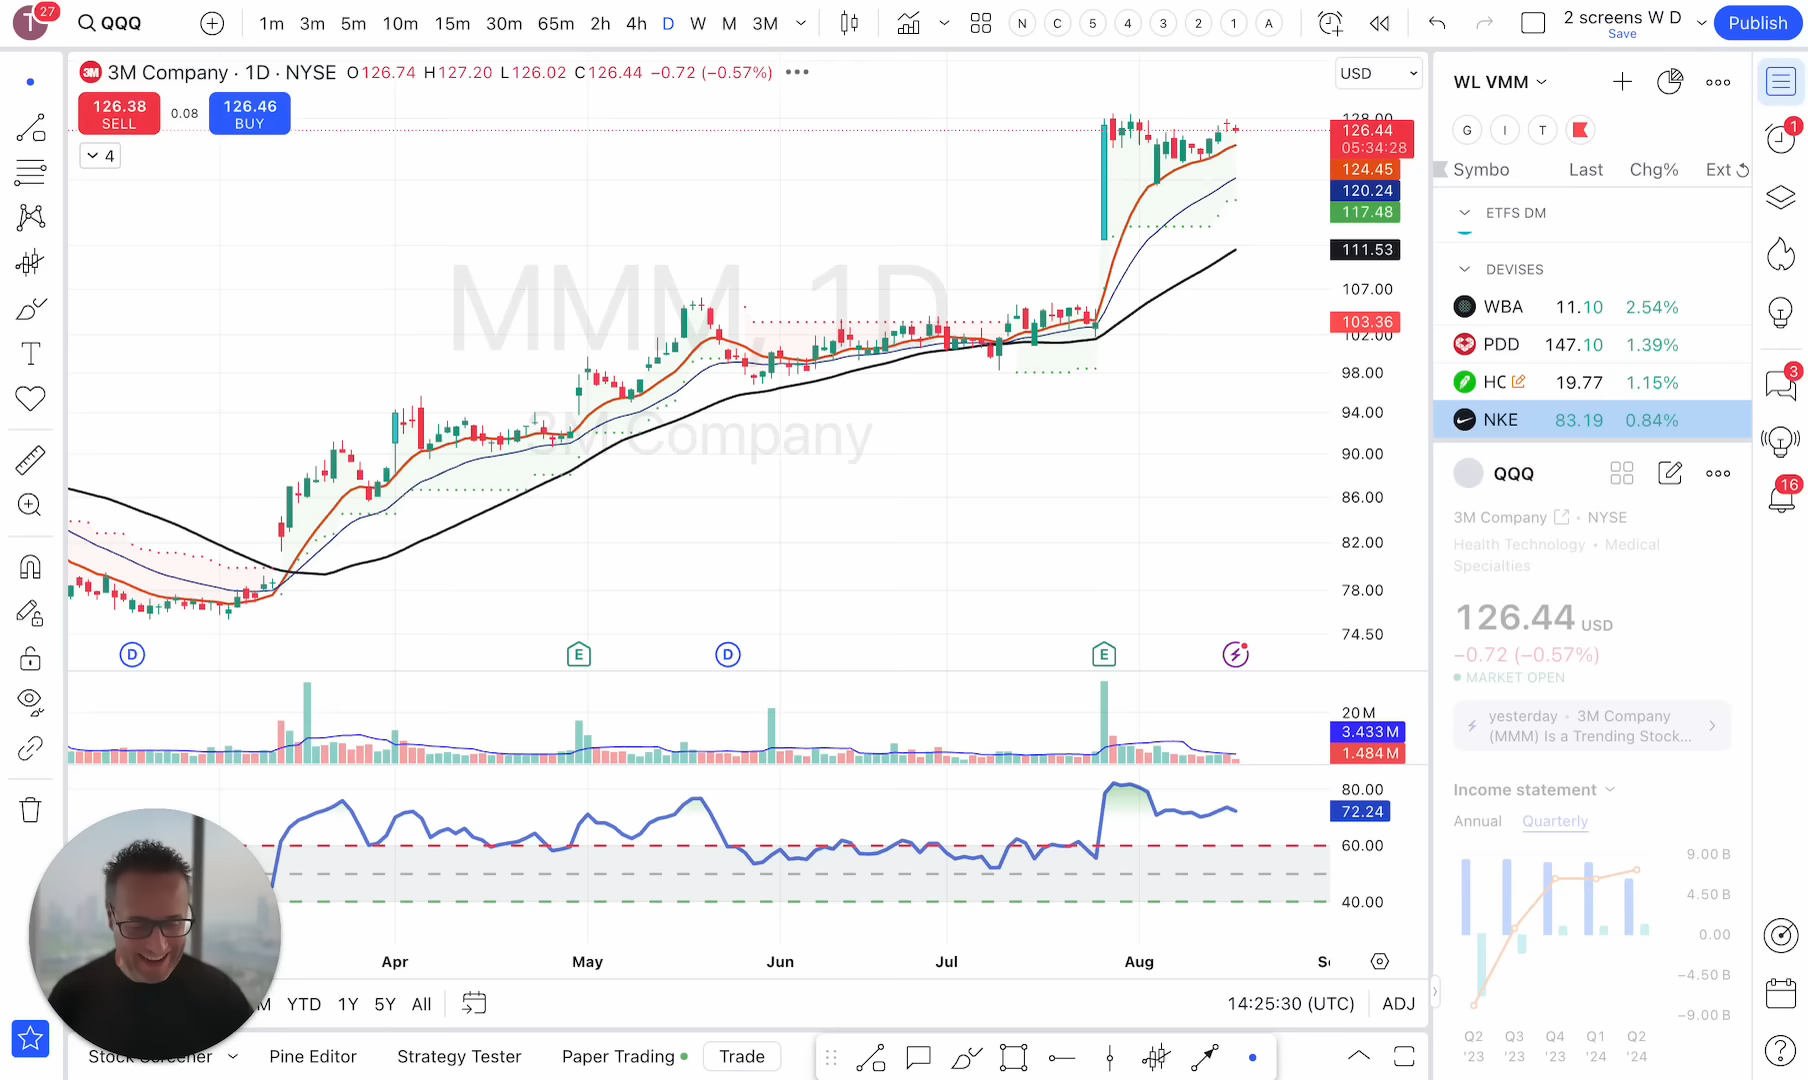 T 27 QQQ 1m 3m 5m 10m 15m 30m 65m 2h 4h D W M 3M N C 5 4 3 2 1 A 2 screens W D Save Publish
3M 3M Company · 1D · NYSE O126.74 H127.20 L126.02 C126.44 −0.72 (−0.57%) USD
126.38 SELL 0.08 126.46 BUY
4
MMM, 1D
3M Company
128.00
126.44
05:34:28
124.45
120.24
117.48
111.53
107.00
103.36
102.00
98.00
94.00
90.00
86.00
82.00
78.00
74.50
D E D E
20 M
3.433 M
1.484 M
80.00
72.24
60.00
40.00
Apr May Jun Jul Aug
YTD 1Y 5Y All 14:25:30 (UTC) ADJ
Pine Editor Strategy Tester Paper Trading Trade
WL VMM
G I T
Symbo Last Chg% Ext
ETFS DM
DEVISES
WBA 11.10 2.54%
PDD 147.10 1.39%
HC 19.77 1.15%
NKE 83.19 0.84%
QQQ
3M Company • NYSE
Health Technology • Medical
Specialties
126.44 USD
−0.72 (−0.57%)
MARKET OPEN
yesterday • 3M Company
(MMM) Is a Trending Stock...
Income statement
Annual Quarterly
9.00 B
4.50 B
0.00
−4.50 B
−9.00 B
Q2 Q3 Q4 Q1 Q2
'23 '23 '23 '24 '24
1
3
16